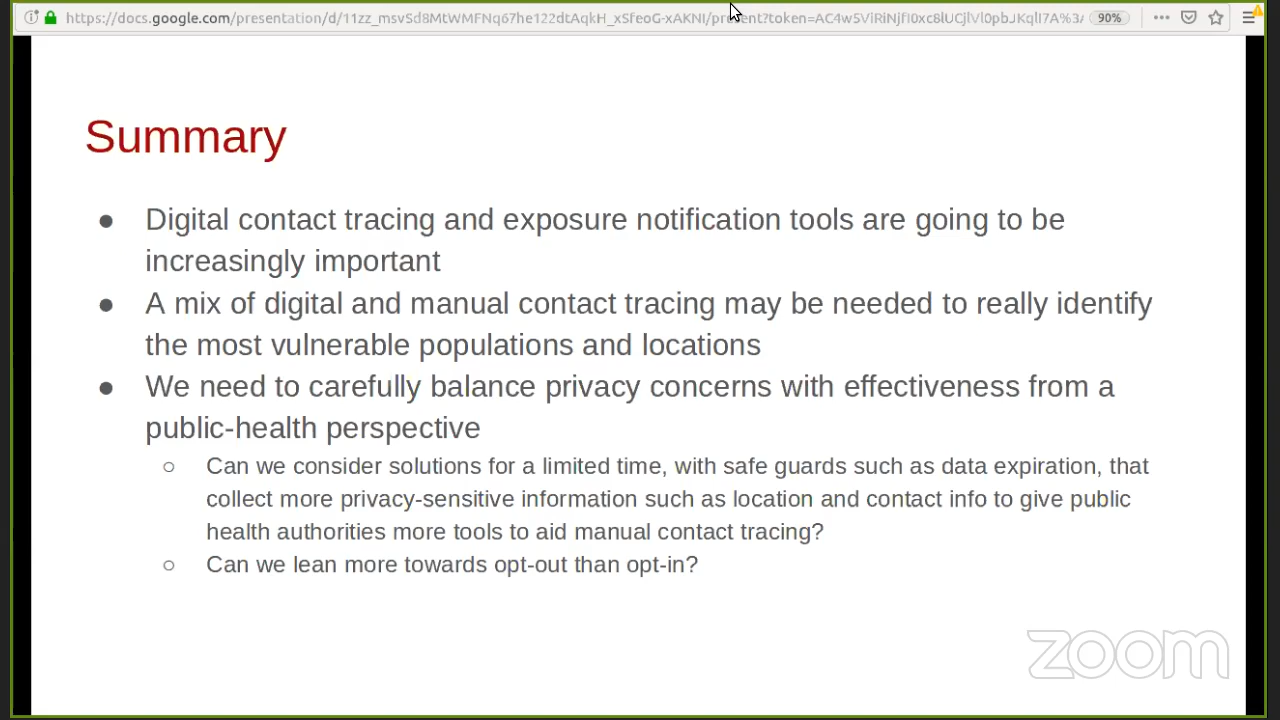 90%
Summary
● Digital contact tracing and exposure notification tools are going to be
increasingly important
● A mix of digital and manual contact tracing may be needed to really identify
the most vulnerable populations and locations
● We need to carefully balance privacy concerns with effectiveness from a
public-health perspective
○ Can we consider solutions for a limited time, with safe guards such as data expiration, that
collect more privacy-sensitive information such as location and contact info to give public
health authorities more tools to aid manual contact tracing?
○ Can we lean more towards opt-out than opt-in?
zoom